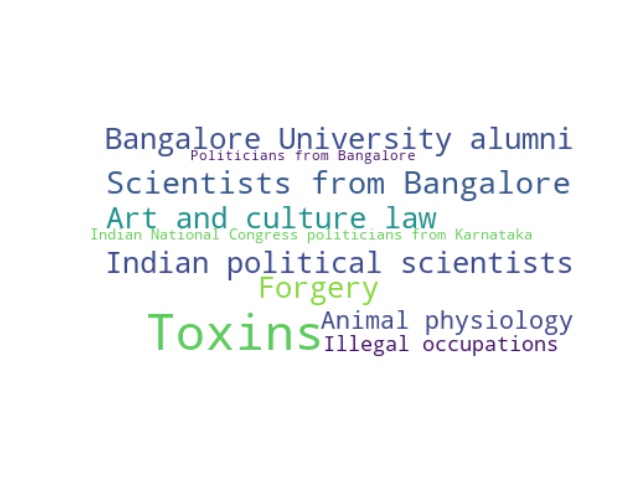 Bangalore University alumni
Politicians from Bangalore
Scientists from Bangalore
Art and culture law
Indian National Congress politicians from Karnataka
Indian political scientists
Forgery
Toxins
Animal physiology
Illegal occupations